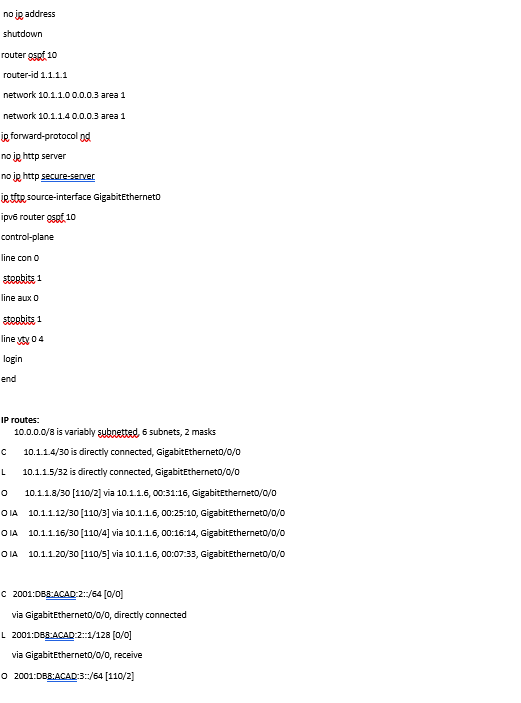 no ip address
shutdown
router ospf 10
router-id 1.1.1.1
network 10.1.1.0 0.0.0.3 area 1
network 10.1.1.4 0.0.0.3 area 1
ip forward-protocol nd
no ip http server
no ip http secure-server
ip tftp source-interface GigabitEthernet0
ipv6 router ospf 10
control-plane
line con 0
stopbits 1
line aux 0
stopbits 1
line vty 0 4
login
end
IP routes:
10.0.0.0/8 is variably subnetted, 6 subnets, 2 masks
C 10.1.1.4/30 is directly connected, GigabitEthernet0/0/0
L 10.1.1.5/32 is directly connected, GigabitEthernet0/0/0
O 10.1.1.8/30 [110/2] via 10.1.1.6, 00:31:16, GigabitEthernet0/0/0
O IA 10.1.1.12/30 [110/3] via 10.1.1.6, 00:25:10, GigabitEthernet0/0/0
O IA 10.1.1.16/30 [110/4] via 10.1.1.6, 00:16:14, GigabitEthernet0/0/0
O IA 10.1.1.20/30 [110/5] via 10.1.1.6, 00:07:33, GigabitEthernet0/0/0
C 2001:DB8:ACAD:2::/64 [0/0]
via GigabitEthernet0/0/0, directly connected
L 2001:DB8:ACAD:2::1/128 [0/0]
via GigabitEthernet0/0/0, receive
O 2001:DB8:ACAD:3::/64 [110/2]